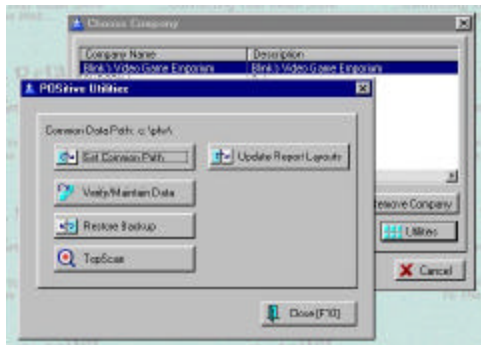 Choose Company
Company Name Description
Blink's Video Game Emporium Blink's Video Game Emporium
POSitive Utilities
Common Data Path: c:\pfw\
Set Common Path Update Report Layouts
Verify/Maintain Data
Restore Backup
TopScan
Close [F10]
Remove Company
Utilities
Cancel